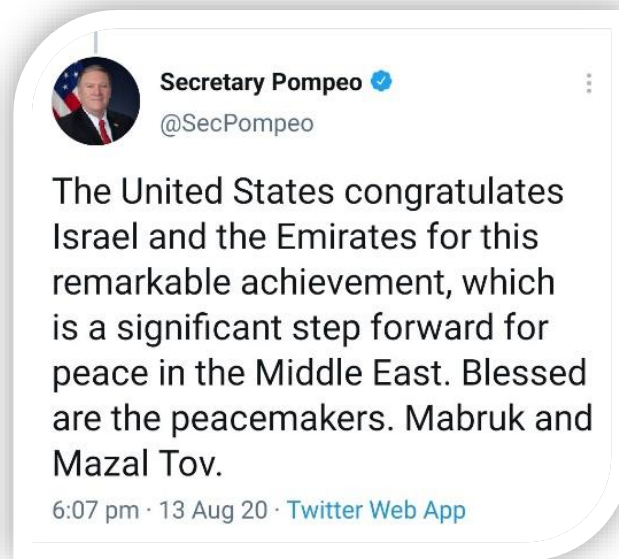 Secretary Pompeo
@SecPompeo
The United States congratulates
Israel and the Emirates for this
remarkable achievement, which
is a significant step forward for
peace in the Middle East. Blessed
are the peacemakers. Mabruk and
Mazal Tov.
6:07 pm · 13 Aug 20 · Twitter Web App